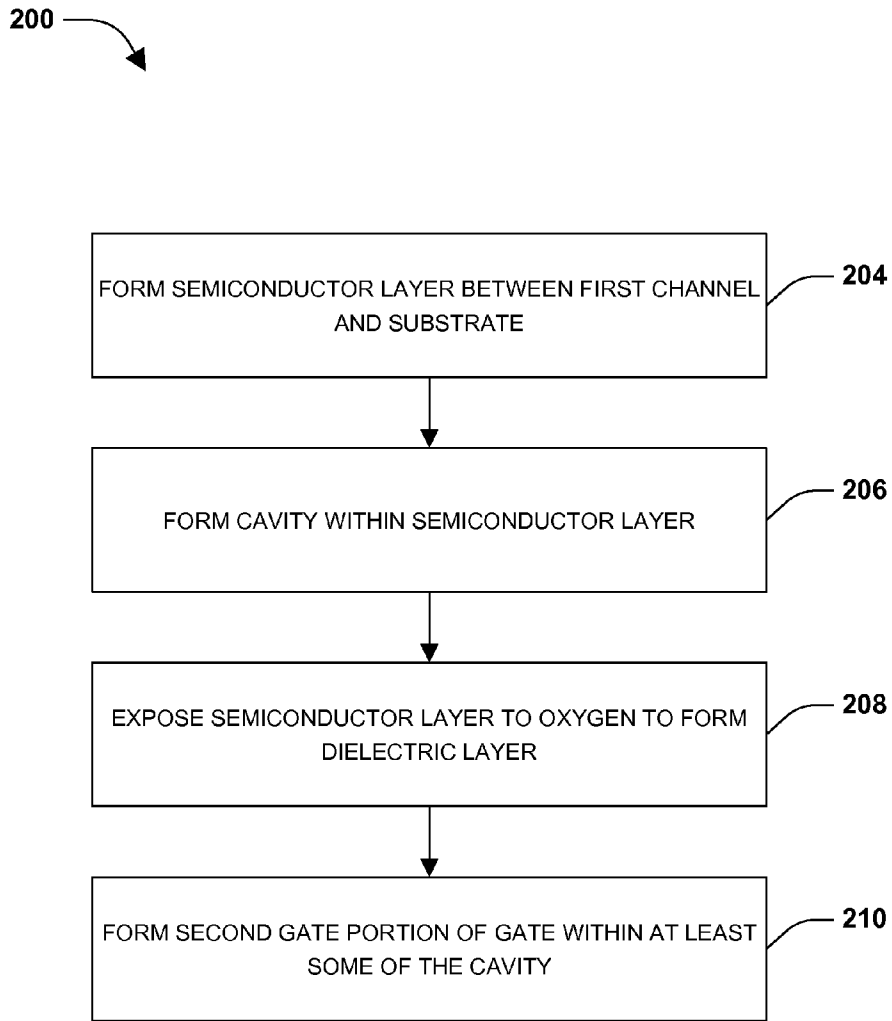 200
FORM SEMICONDUCTOR LAYER BETWEEN FIRST CHANNEL
AND SUBSTRATE
204
FORM CAVITY WITHIN SEMICONDUCTOR LAYER
206
EXPOSE SEMICONDUCTOR LAYER TO OXYGEN TO FORM
DIELECTRIC LAYER
208
FORM SECOND GATE PORTION OF GATE WITHIN AT LEAST
SOME OF THE CAVITY
210